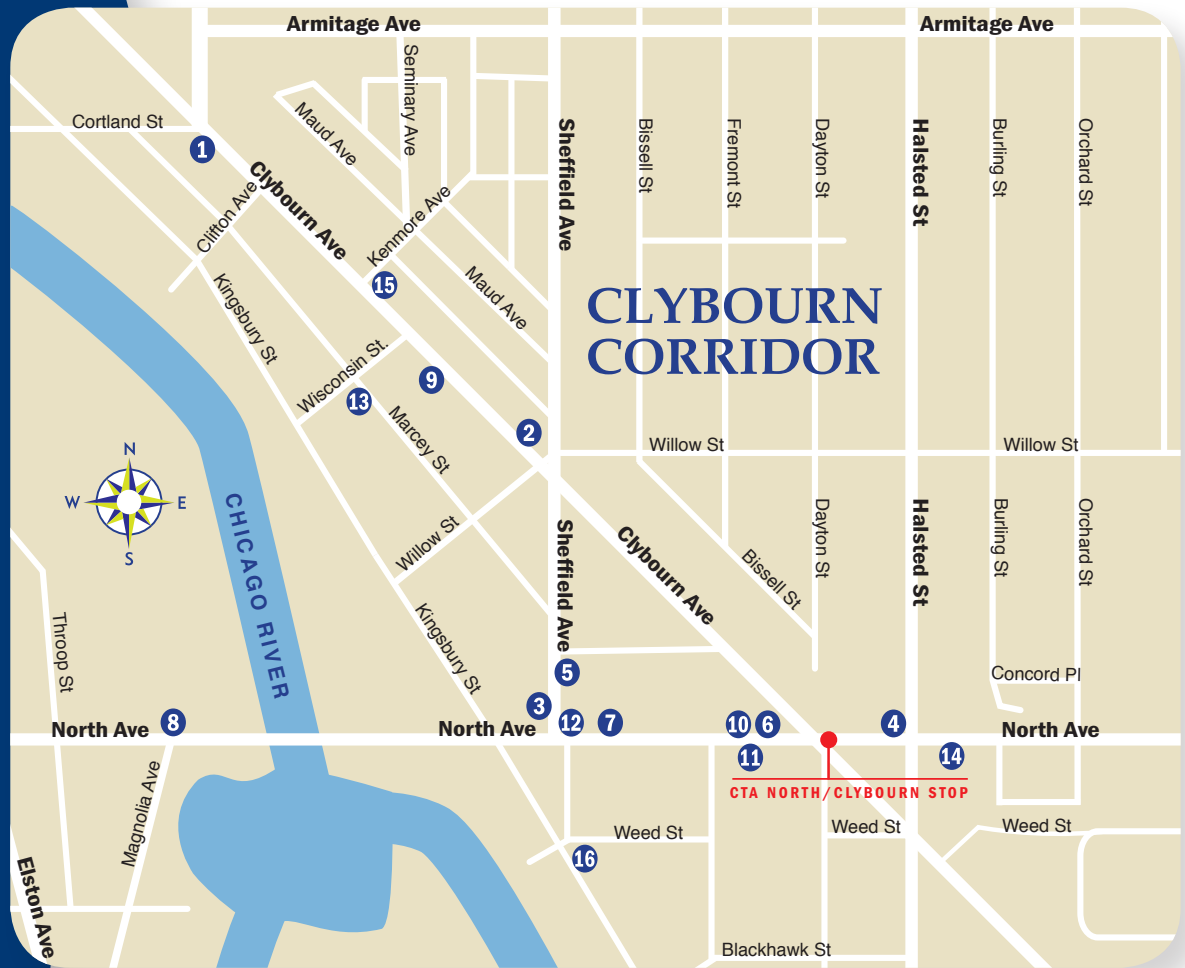 Armitage Ave
Armitage Ave
Seminary Ave
Cortland St
Maud Ave
1
Clybourn Ave
Clifton Ave
Kenmore Ave
Sheffield Ave
Bissell St
Fremont St
Dayton St
Halsted St
Burling St
Orchard St
15
Maud Ave
Kingsbury St
CLYBOURN
CORRIDOR
Wisconsin St.
9
13
Marcey St
2
Willow St
Willow St
N
W
E
S
CHICAGO RIVER
Willow St
Sheffield Ave
Clybourn Ave
Bissell St
Dayton St
Halsted St
Burling St
Orchard St
Throop St
Kingsbury St
5
Concord Pl
3
North Ave
8
North Ave
12
7
10
6
4
North Ave
11
14
CTA NORTH/CLYBOURN STOP
Magnolia Ave
Weed St
Weed St
Weed St
16
Elston Ave
Blackhawk St